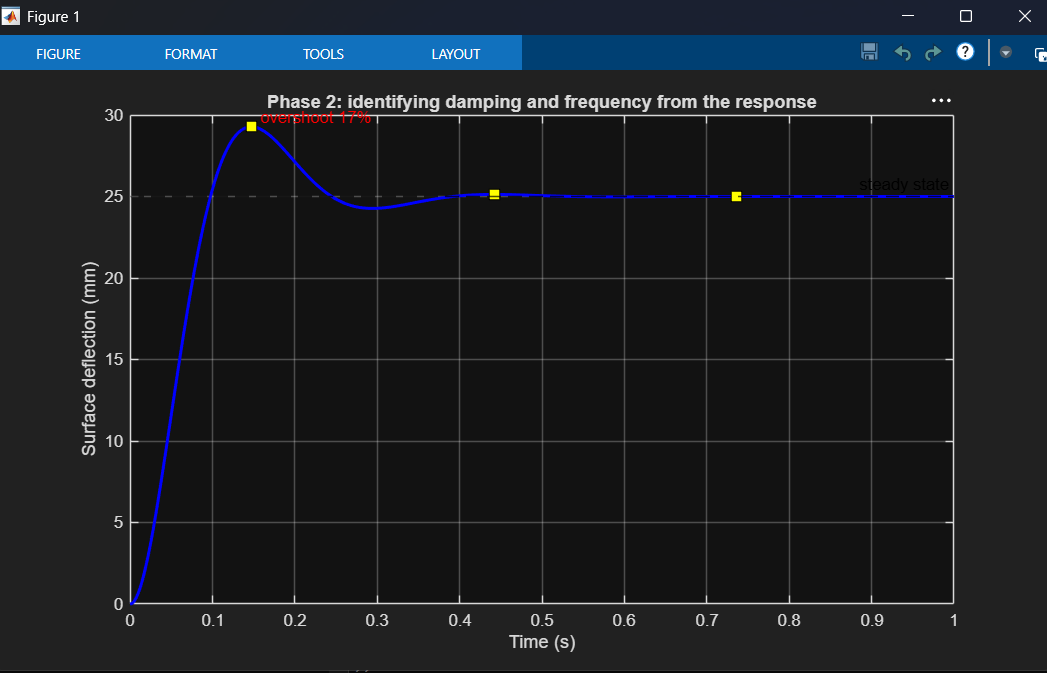 Figure 1
FIGURE FORMAT TOOLS LAYOUT
?
Phase 2: identifying damping and frequency from the response
overshoot 17%
steady state
30
25
20
15
10
5
0
Surface deflection (mm)
0 0.1 0.2 0.3 0.4 0.5 0.6 0.7 0.8 0.9 1
Time (s)